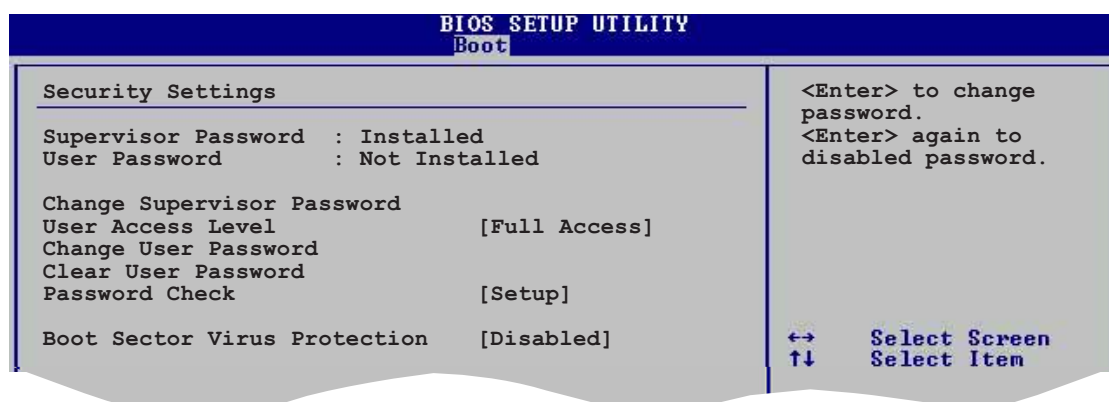 BIOS SETUP UTILITY
Boot
Security Settings
Supervisor Password : Installed
User Password : Not Installed
Change Supervisor Password
User Access Level [Full Access]
Change User Password
Clear User Password
Password Check [Setup]
Boot Sector Virus Protection [Disabled]
<Enter> to change
password.
<Enter> again to
disabled password.
↔ Select Screen
↑↓ Select Item